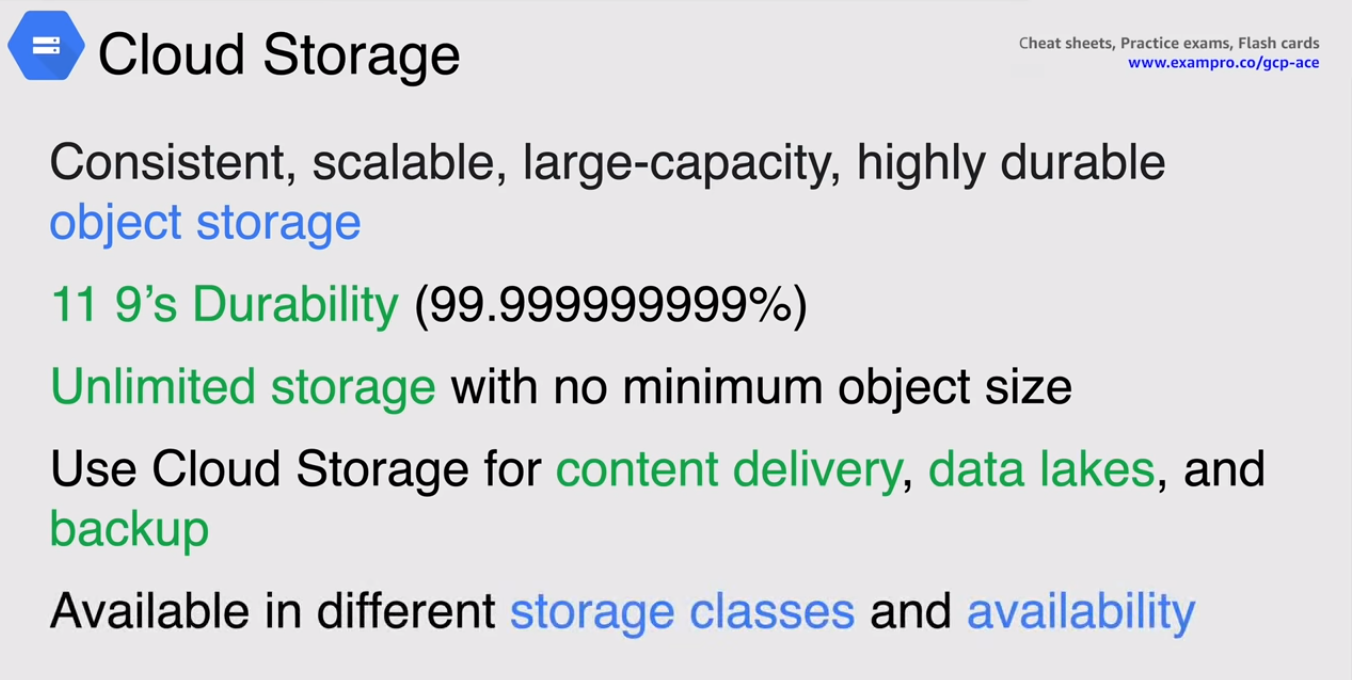 Cloud Storage
Cheat sheets, Practice exams, Flash cards
www.exampro.co/gcp-ace
Consistent, scalable, large-capacity, highly durable
object storage
11 9’s Durability (99.999999999%)
Unlimited storage with no minimum object size
Use Cloud Storage for content delivery, data lakes, and
backup
Available in different storage classes and availability